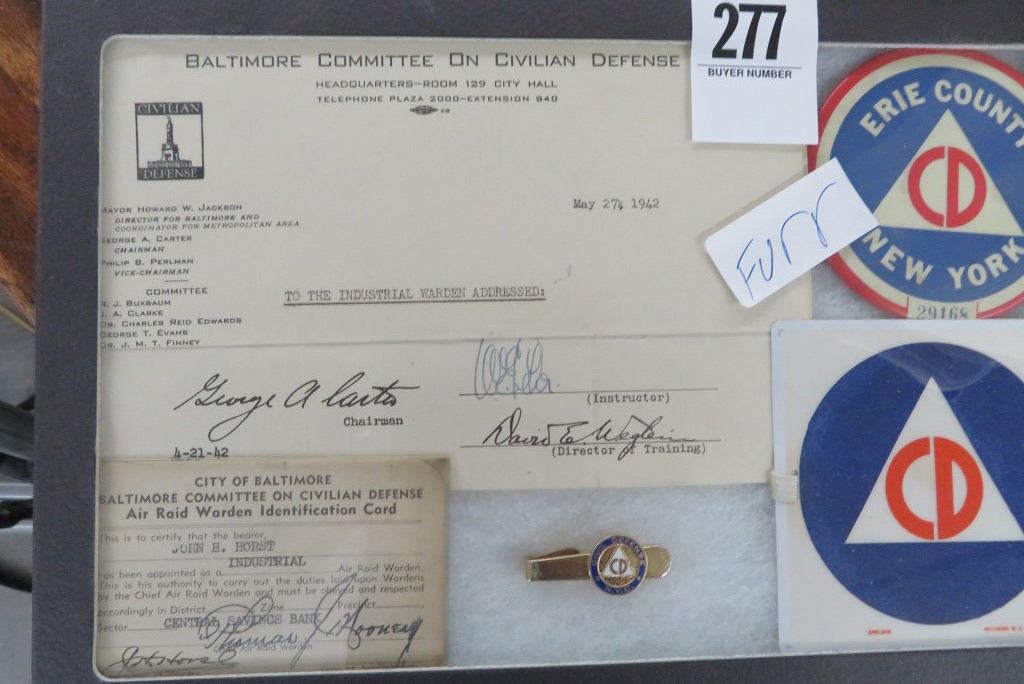 277
BUYER NUMBER
BALTIMORE COMMITTEE ON CIVILIAN DEFENSE
HEADQUARTERS—ROOM 129 CITY HALL
TELEPHONE PLAZA 2000—EXTENSION 840
CIVILIAN
DEFENSE
MAYOR HOWARD W. JACKSON
DIRECTOR FOR BALTIMORE AND
COORDINATOR FOR METROPOLITAN AREA
GEORGE A. CARTER
CHAIRMAN
PHILIP B. PERLMAN
VICE-CHAIRMAN
COMMITTEE
R. J. BUXBAUM
J. A. CLARKE
DR. CHARLES REID EDWARDS
GEORGE T. EVANS
DR. J. M. T. FINNEY
May 27, 1942
TO THE INDUSTRIAL WARDEN ADDRESSED:
Furr
ERIE COUNTY
CD
NEW YORK
29168
George A Carter
Chairman
(Instructor)
David E. Weglein
(Director of Training)
4-21-42
CITY OF BALTIMORE
BALTIMORE COMMITTEE ON CIVILIAN DEFENSE
Air Raid Warden Identification Card
This is to certify that the bearer,
JOHN H. HORST
INDUSTRIAL
has been appointed as a Air Raid Warden.
This is his authority to carry out the duties laid upon Wardens
by the Chief Air Raid Warden and must be obeyed and respected
accordingly in District Zone Precinct
Sector CENTRAL SAVINGS BANK
Thomas J Mooney
Chief Air Raid Warden
J H Horst
DEFENSE
CD
CD